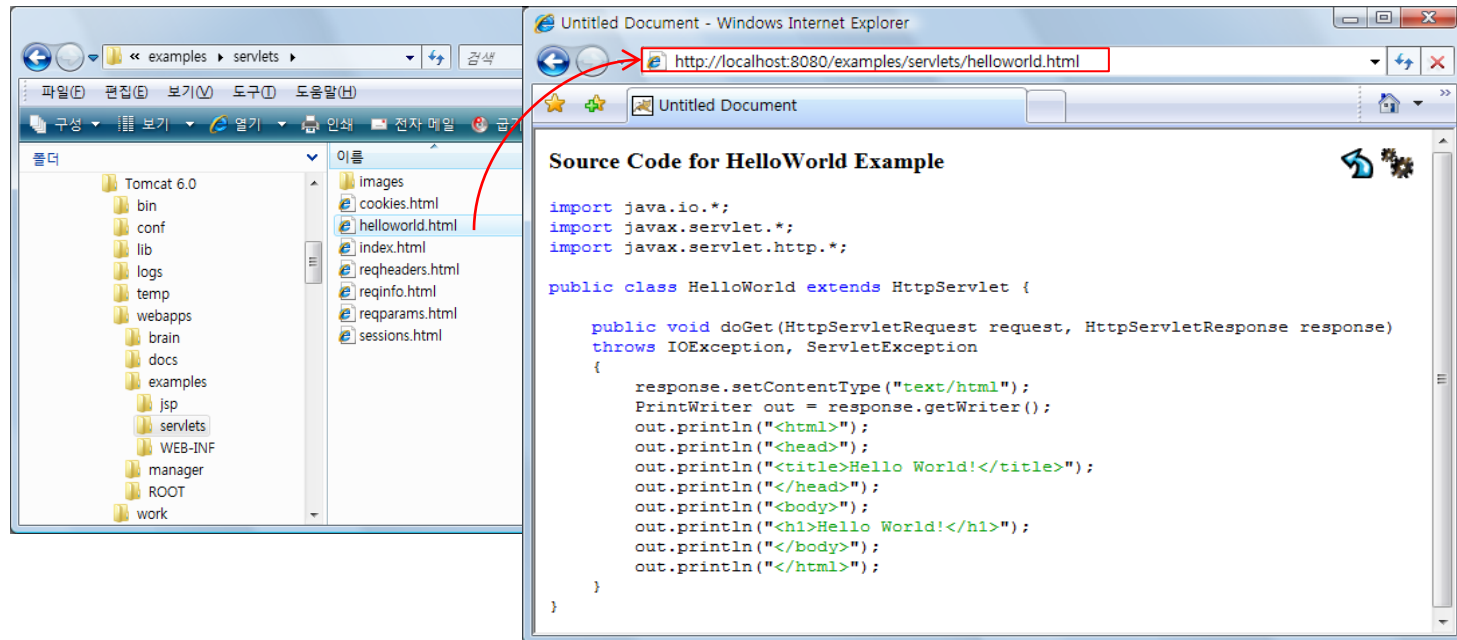 « examples ▸ servlets ▸
검색
파일(F) 편집(E) 보기(V) 도구(T) 도움말(H)
구성 보기 열기 인쇄 전자 메일
폴더
이름
Tomcat 6.0
bin
conf
lib
logs
temp
webapps
brain
docs
examples
jsp
servlets
WEB-INF
manager
ROOT
work
images
cookies.html
helloworld.html
index.html
reqheaders.html
reqinfo.html
reqparams.html
sessions.html
Untitled Document - Windows Internet Explorer
http://localhost:8080/examples/servlets/helloworld.html
Untitled Document
Source Code for HelloWorld Example
import java.io.*;
import javax.servlet.*;
import javax.servlet.http.*;
public class HelloWorld extends HttpServlet {
public void doGet(HttpServletRequest request, HttpServletResponse response)
throws IOException, ServletException
{
response.setContentType("text/html");
PrintWriter out = response.getWriter();
out.println("<html>");
out.println("<head>");
out.println("<title>Hello World!</title>");
out.println("</head>");
out.println("<body>");
out.println("<h1>Hello World!</h1>");
out.println("</body>");
out.println("</html>");
}
}